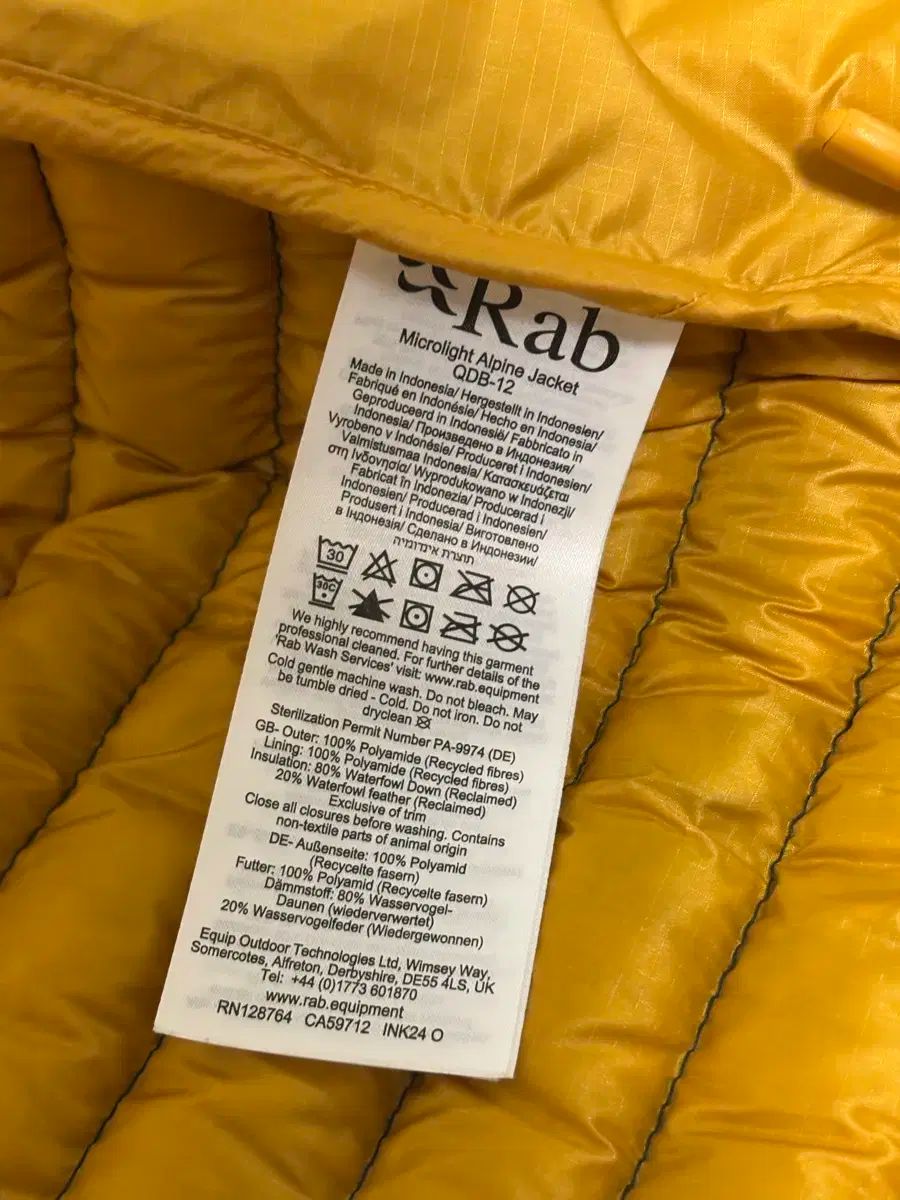 Rab
Microlight Alpine Jacket
QDB-12
Made in Indonesia/ Hergestellt in Indonesien/
Fabriqué en Indonésie/ Hecho en Indonesia/
Geproduceerd in Indonesië/ Fabbricato in
Indonesia/ Произведено в Индонезия/
Vyrobeno v Indonésie/ Produceret i Indonesien/
Valmistusmaa Indonesia/ Κατασκευάζεται
στη Ινδονησία/ Wyprodukowano w Indonezji/
Fabricat în Indonezia/ Producerad i
Indonesien/ Producerad i Indonesien/
Produsert i Indonesia/ Виготовлено
в Індонезія/ Сделано в Индонезии/
תוצרת אינדונזיה
30
30C
We highly recommend having this garment
professional cleaned. For further details of the
'Rab Wash Services' visit: www.rab.equipment
Cold gentle machine wash. Do not bleach. May
be tumble dried - Cold. Do not iron. Do not
dryclean
Sterilization Permit Number PA-9974 (DE)
GB- Outer: 100% Polyamide (Recycled fibres)
Lining: 100% Polyamide (Recycled fibres)
Insulation: 80% Waterfowl Down (Reclaimed)
20% Waterfowl feather (Reclaimed)
Exclusive of trim
Close all closures before washing. Contains
non-textile parts of animal origin
DE- Außenseite: 100% Polyamid
(Recycelte fasern)
Futter: 100% Polyamid (Recycelte fasern)
Dämmstoff: 80% Wasservogel-
Daunen (wiederverwertet)
20% Wasservogelfeder (Wiedergewonnen)
Equip Outdoor Technologies Ltd, Wimsey Way,
Somercotes, Alfreton, Derbyshire, DE55 4LS, UK
Tel: +44 (0)1773 601870
www.rab.equipment
RN128764 CA59712 INK24 O